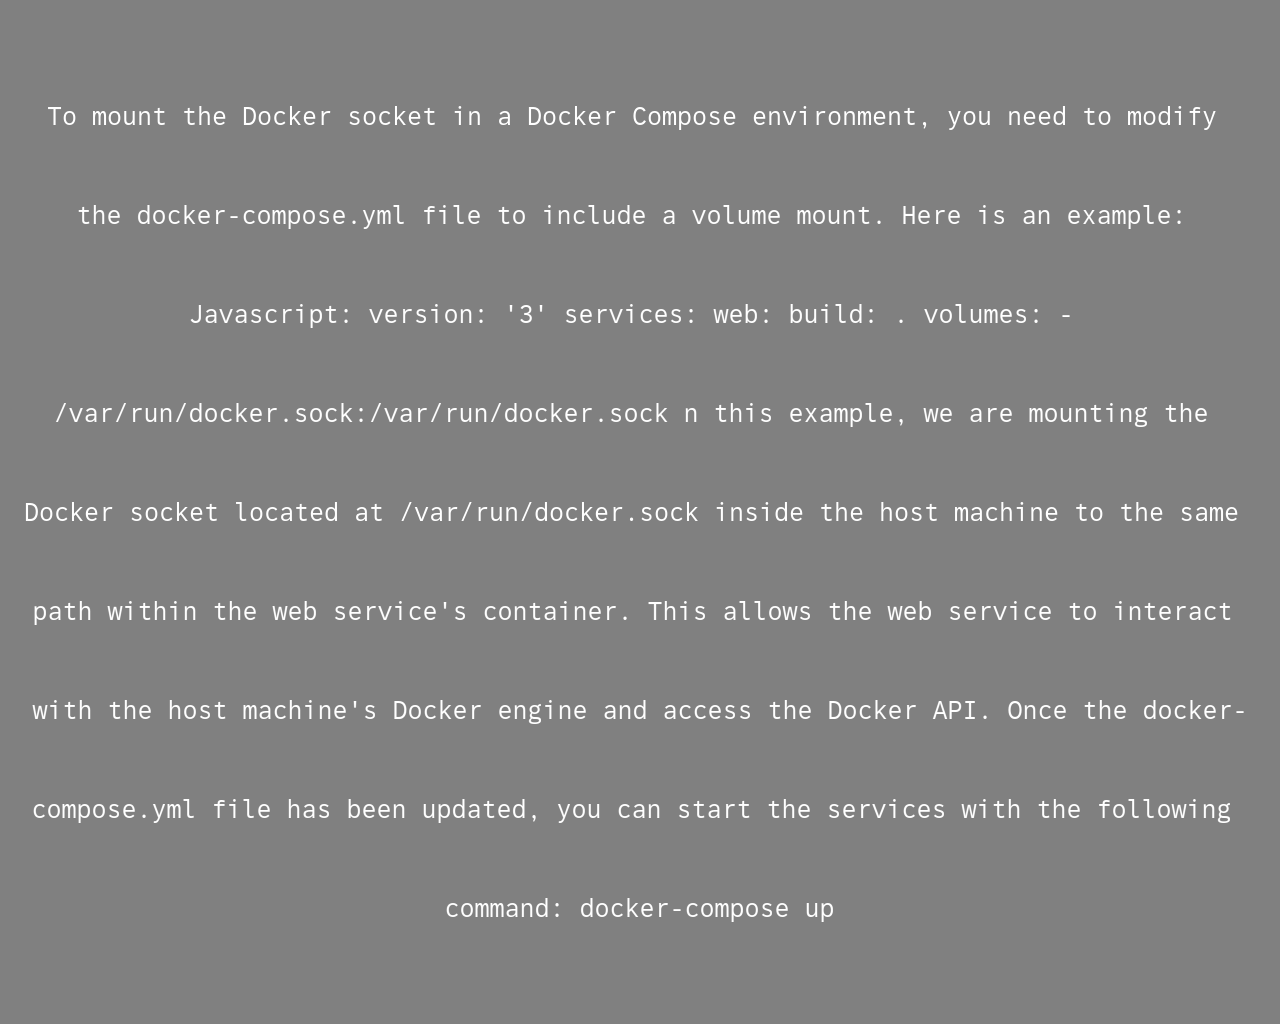 To mount the Docker socket in a Docker Compose environment, you need to modify
the docker-compose.yml file to include a volume mount. Here is an example:
Javascript: version: '3' services: web: build: . volumes: -
/var/run/docker.sock:/var/run/docker.sock n this example, we are mounting the
Docker socket located at /var/run/docker.sock inside the host machine to the same
path within the web service's container. This allows the web service to interact
with the host machine's Docker engine and access the Docker API. Once the docker-
compose.yml file has been updated, you can start the services with the following
command: docker-compose up